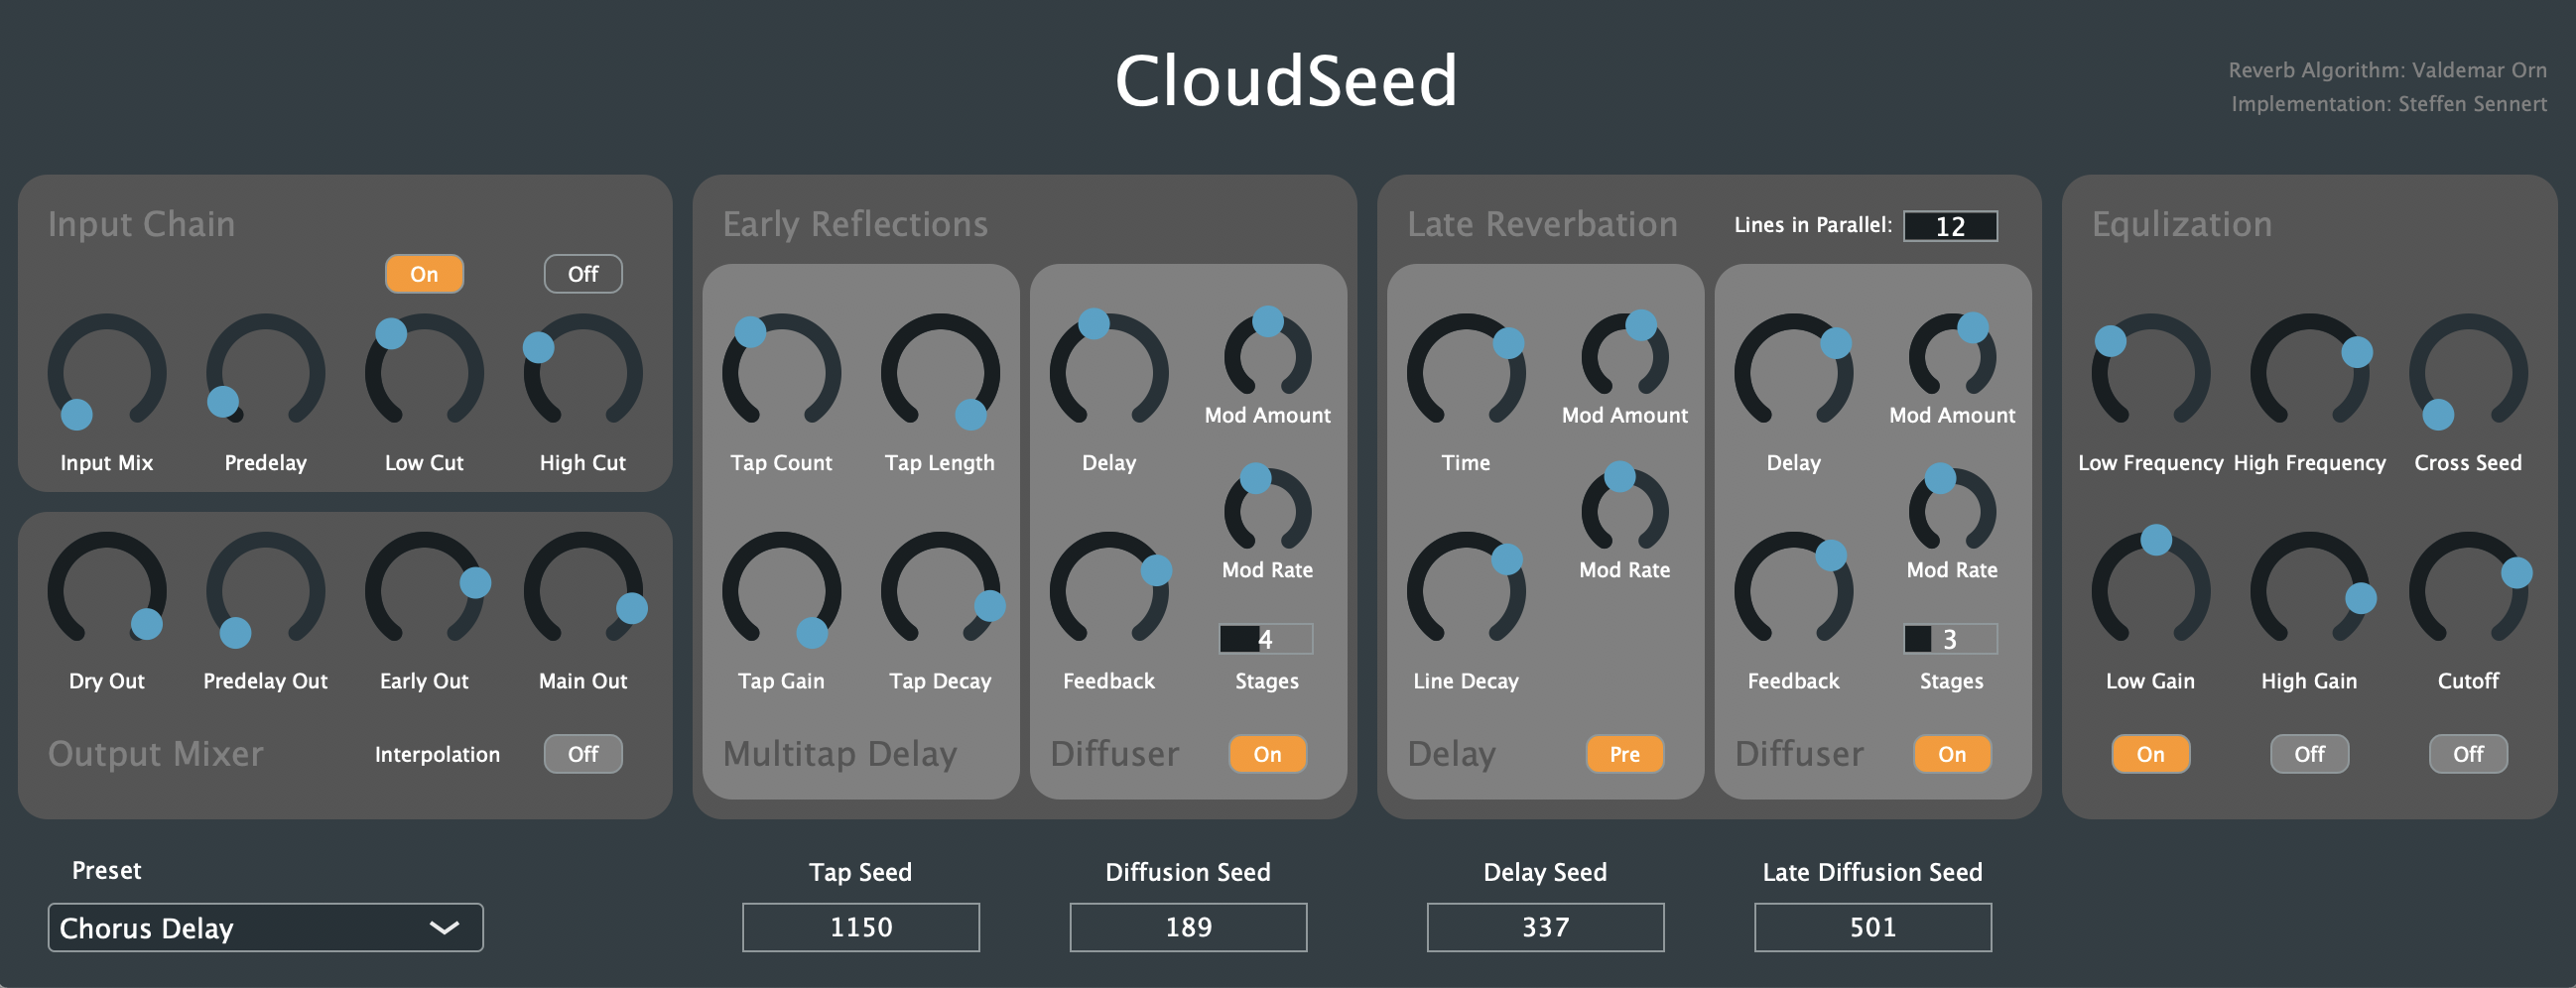 CloudSeed
Reverb Algorithm: Valdemar Orn
Implementation: Steffen Sennert
Input Chain
On
Off
Input Mix
Predelay
Low Cut
High Cut
Dry Out
Predelay Out
Early Out
Main Out
Output Mixer
Interpolation
Off
Early Reflections
Tap Count
Tap Length
Tap Gain
Tap Decay
Multitap Delay
Delay
Mod Amount
Mod Rate
4
Feedback
Stages
Diffuser
On
Late Reverbation
Lines in Parallel:
12
Time
Mod Amount
Mod Rate
Line Decay
Delay
Pre
Delay
Mod Amount
Mod Rate
3
Feedback
Stages
Diffuser
On
Equlization
Low Frequency
High Frequency
Cross Seed
Low Gain
High Gain
Cutoff
On
Off
Off
Preset
Chorus Delay
Tap Seed
1150
Diffusion Seed
189
Delay Seed
337
Late Diffusion Seed
501